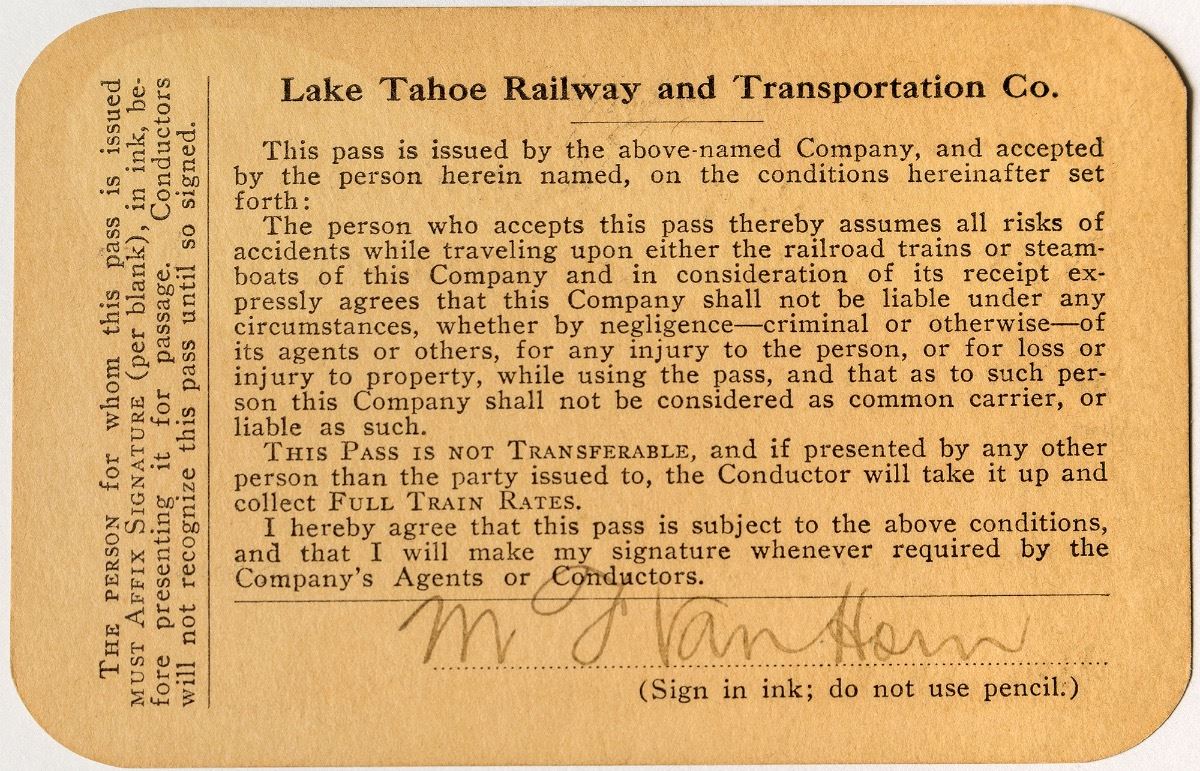 Lake Tahoe Railway and Transportation Co.
This pass is issued by the above-named Company, and accepted
by the person herein named, on the conditions hereinafter set
forth:
The person who accepts this pass thereby assumes all risks of
accidents while traveling upon either the railroad trains or steam-
boats of this Company and in consideration of its receipt ex-
pressly agrees that this Company shall not be liable under any
circumstances, whether by negligence—criminal or otherwise—of
its agents or others, for any injury to the person, or for loss or
injury to property, while using the pass, and that as to such per-
son this Company shall not be considered as common carrier, or
liable as such.
THIS PASS IS NOT TRANSFERABLE, and if presented by any other
person than the party issued to, the Conductor will take it up and
collect FULL TRAIN RATES.
I hereby agree that this pass is subject to the above conditions,
and that I will make my signature whenever required by the
Company's Agents or Conductors.
M J Van Horn
(Sign in ink; do not use pencil.)
THE PERSON for whom this pass is issued
MUST AFFIX SIGNATURE (per blank), in ink, be-
fore presenting it for passage. Conductors
will not recognize this pass until so signed.